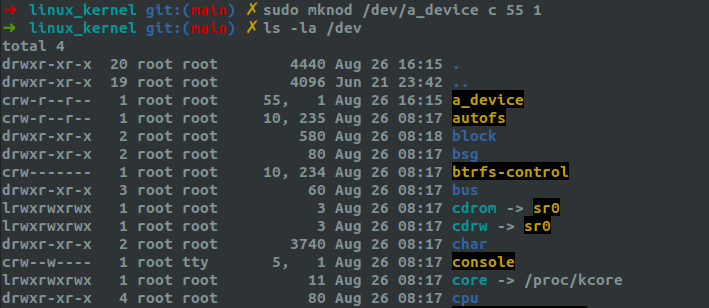 ➜ linux_kernel git:(main) ✗ sudo mknod /dev/a_device c 55 1
➜ linux_kernel git:(main) ✗ ls -la /dev
total 4
drwxr-xr-x  20 root root        4440 Aug 26 16:15 .
drwxr-xr-x  19 root root        4096 Jun 21 23:42 ..
crw-r--r--   1 root root     55,   1 Aug 26 16:15 a_device
crw-r--r--   1 root root     10, 235 Aug 26 08:17 autofs
drwxr-xr-x   2 root root         580 Aug 26 08:18 block
drwxr-xr-x   2 root root          80 Aug 26 08:17 bsg
crw-------   1 root root     10, 234 Aug 26 08:17 btrfs-control
drwxr-xr-x   3 root root          60 Aug 26 08:17 bus
lrwxrwxrwx   1 root root           3 Aug 26 08:17 cdrom -> sr0
lrwxrwxrwx   1 root root           3 Aug 26 08:17 cdrw -> sr0
drwxr-xr-x   2 root root        3740 Aug 26 08:17 char
crw--w----   1 root tty       5,   1 Aug 26 08:17 console
lrwxrwxrwx   1 root root          11 Aug 26 08:17 core -> /proc/kcore
drwxr-xr-x   4 root root          80 Aug 26 08:17 cpu